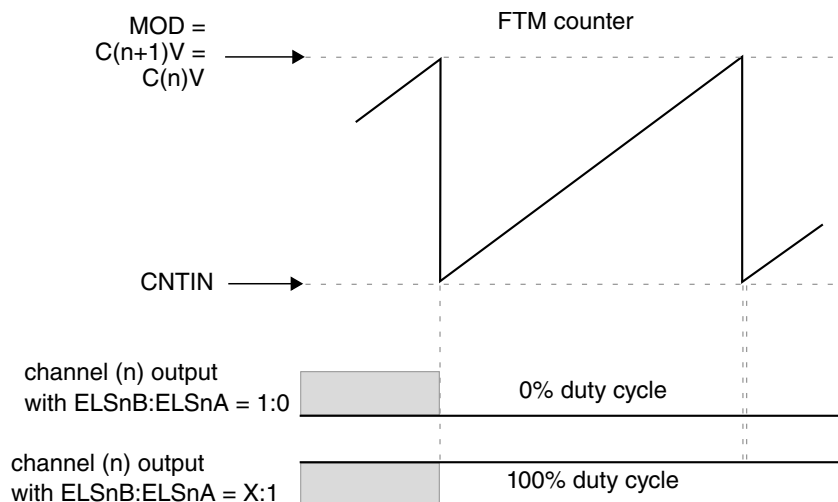 MOD =
C(n+1)V =
C(n)V
FTM counter
CNTIN
channel (n) output
with ELSnB:ELSnA = 1:0
0% duty cycle
channel (n) output
with ELSnB:ELSnA = X:1
100% duty cycle